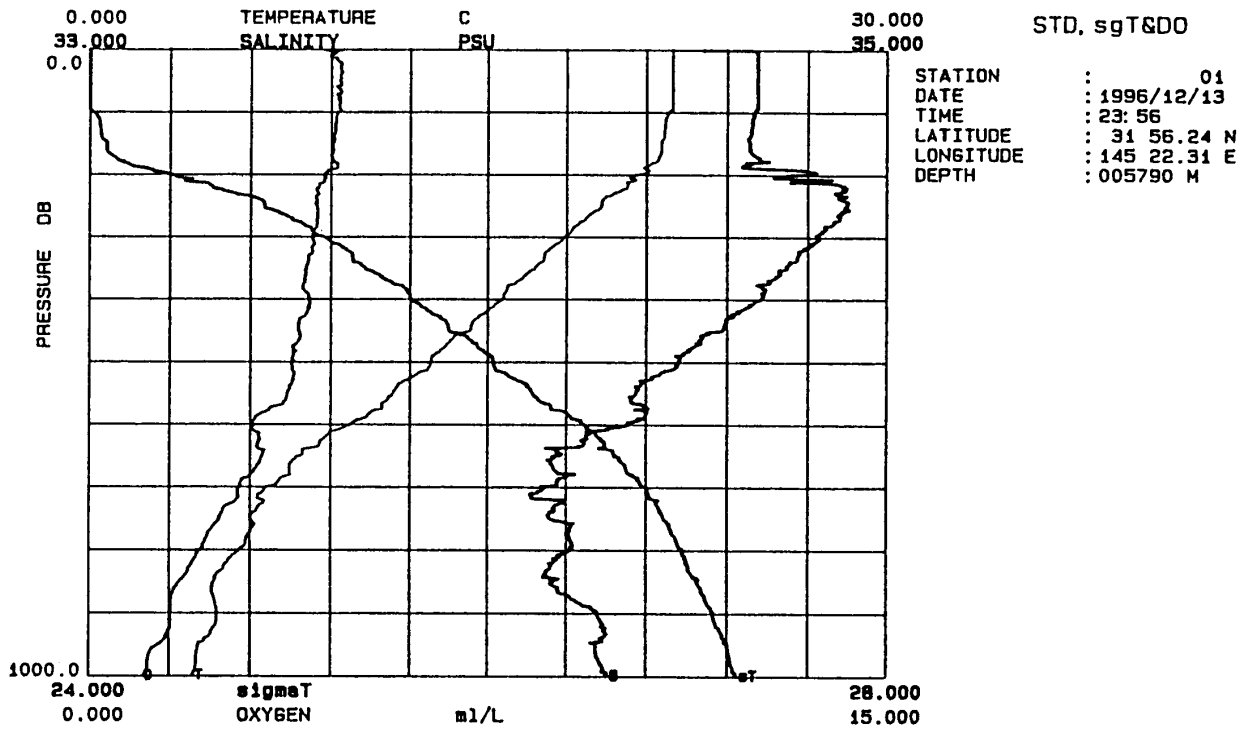 0.000 TEMPERATURE C 30.000
33.000 SALINITY PSU 35.000
STD, sgT&DO
0.0
STATION : 01
DATE : 1996/12/13
TIME : 23: 56
LATITUDE : 31 56.24 N
LONGITUDE : 145 22.31 E
DEPTH : 005790 M
PRESSURE DB
1000.0
O T S sT
24.000 sigmaT 28.000
0.000 OXYGEN ml/L 15.000